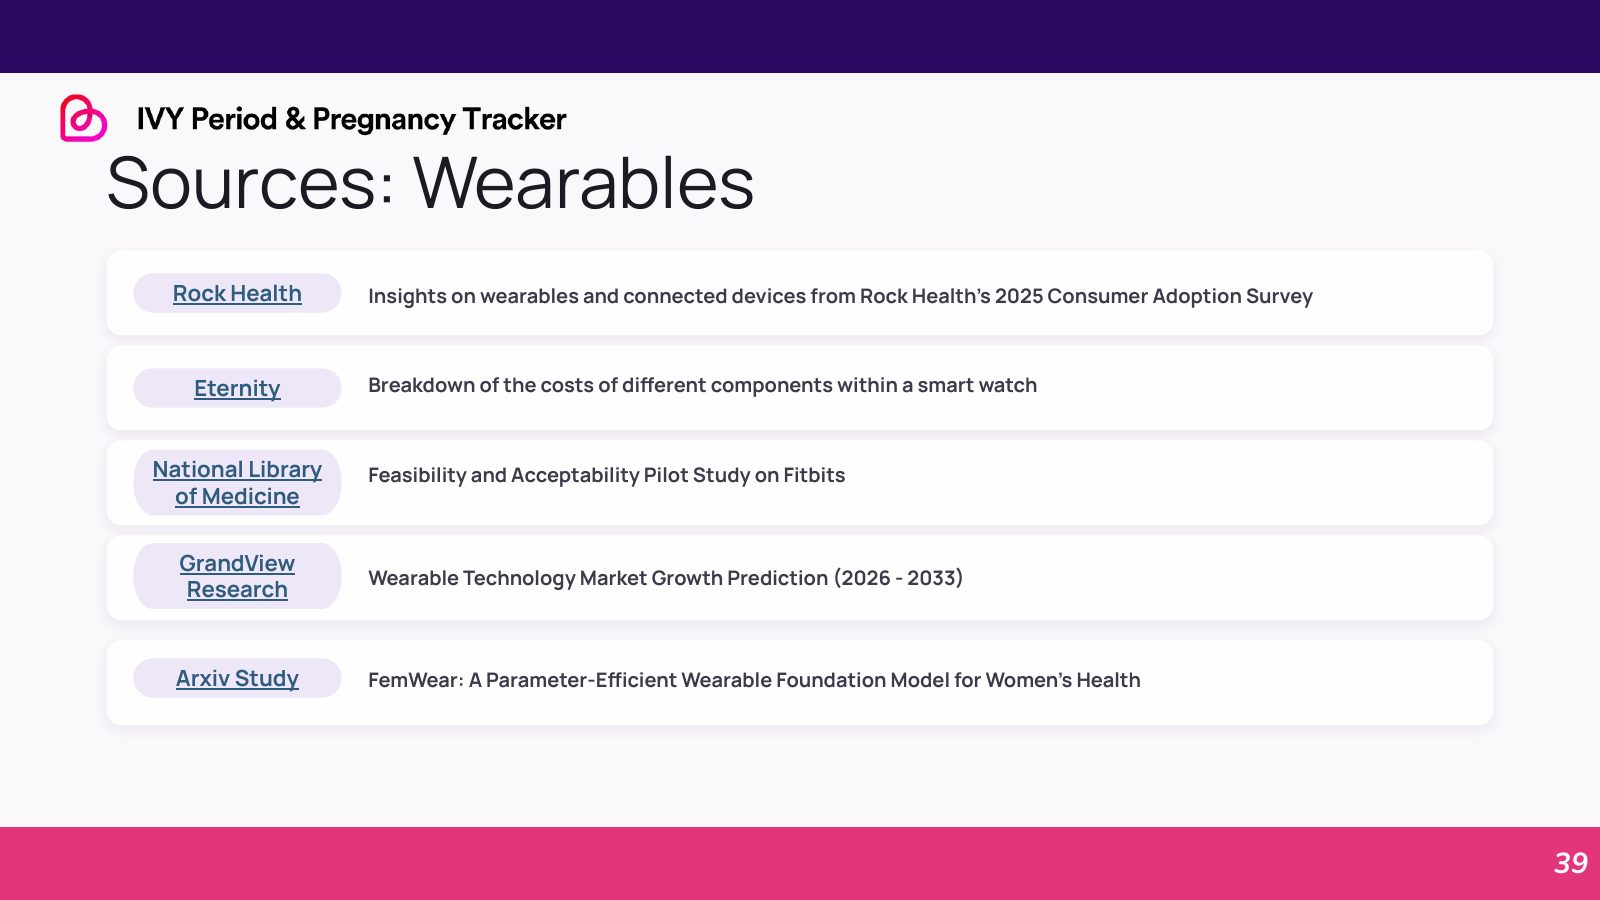 IVY Period & Pregnancy Tracker
Sources: Wearables
Rock Health
Insights on wearables and connected devices from Rock Health's 2025 Consumer Adoption Survey
Eternity
Breakdown of the costs of different components within a smart watch
National Library
of Medicine
Feasibility and Acceptability Pilot Study on Fitbits
GrandView
Research
Wearable Technology Market Growth Prediction (2026 - 2033)
Arxiv Study
FemWear: A Parameter-Efficient Wearable Foundation Model for Women's Health
39